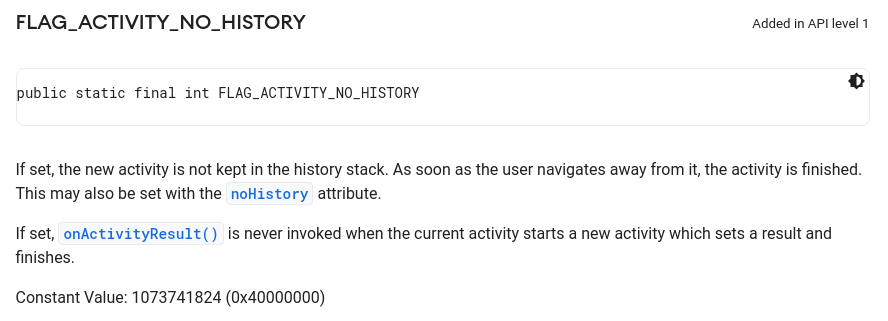 FLAG_ACTIVITY_NO_HISTORY
Added in API level 1
public static final int FLAG_ACTIVITY_NO_HISTORY
If set, the new activity is not kept in the history stack. As soon as the user navigates away from it, the activity is finished.
This may also be set with the noHistory attribute.
If set, onActivityResult() is never invoked when the current activity starts a new activity which sets a result and
finishes.
Constant Value: 1073741824 (0x40000000)